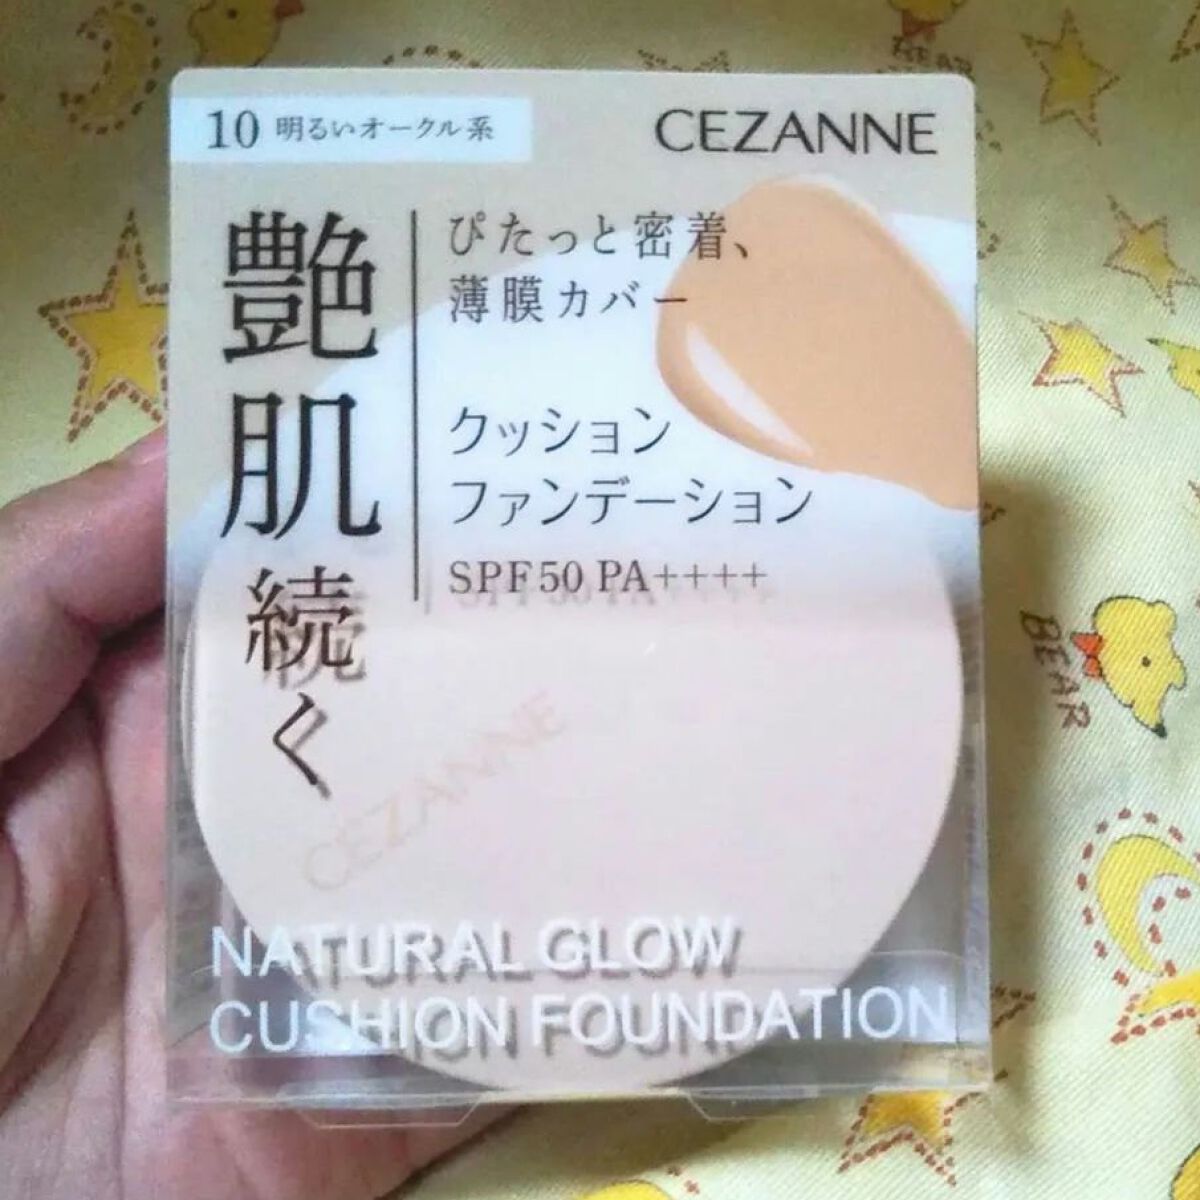 10 明るいオークル系
CEZANNE
艶肌続く
ぴたっと密着、
薄膜カバー
クッション
ファンデーション
SPF50 PA++++
CEZANNE
NATURAL GLOW
CUSHION FOUNDATION
BEAR
BEAR